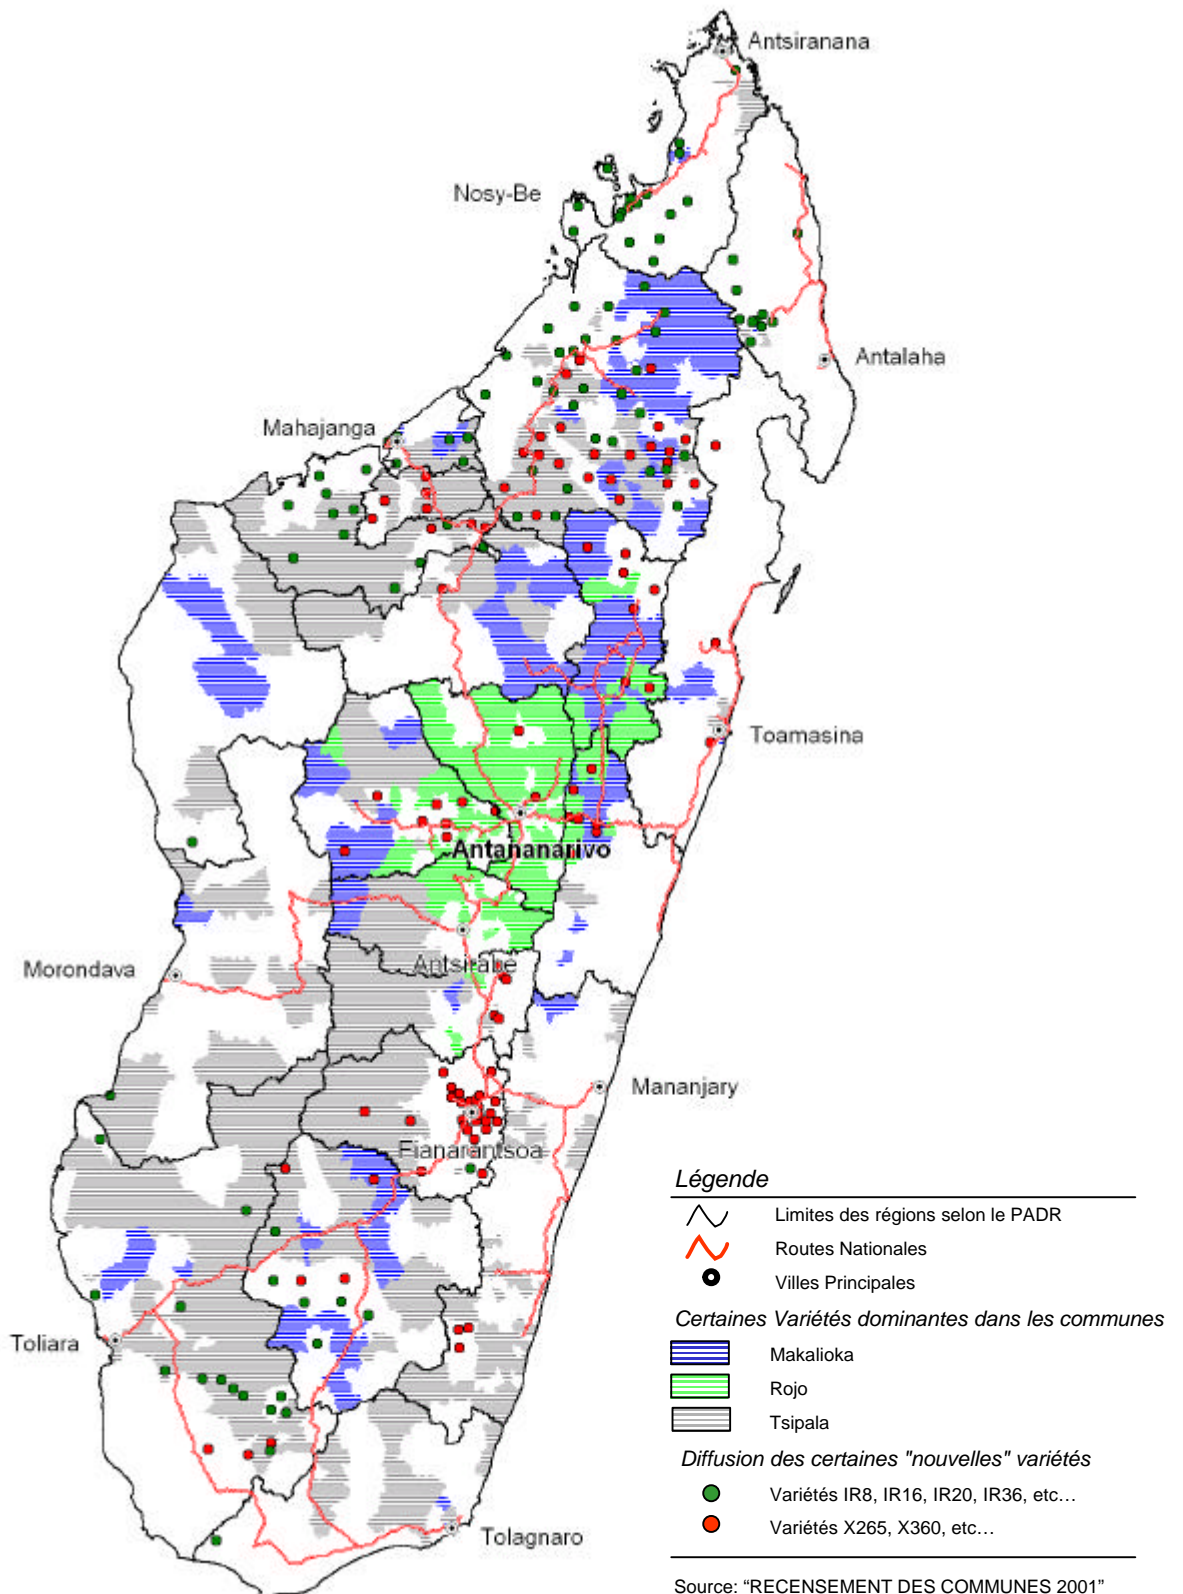 Antsiranana
Nosy-Be
Antalaha
Mahajanga
Toamasina
Antananarivo
Morondava
Antsirabe
Mananjary
Fianarantsoa
Toliara
Tolagnaro
Légende
Limites des régions selon le PADR
Routes Nationales
Villes Principales
Certaines Variétés dominantes dans les communes
Makalioka
Rojo
Tsipala
Diffusion des certaines "nouvelles" variétés
Variétés IR8, IR16, IR20, IR36, etc…
Variétés X265, X360, etc…
Source: “RECENSEMENT DES COMMUNES 2001”